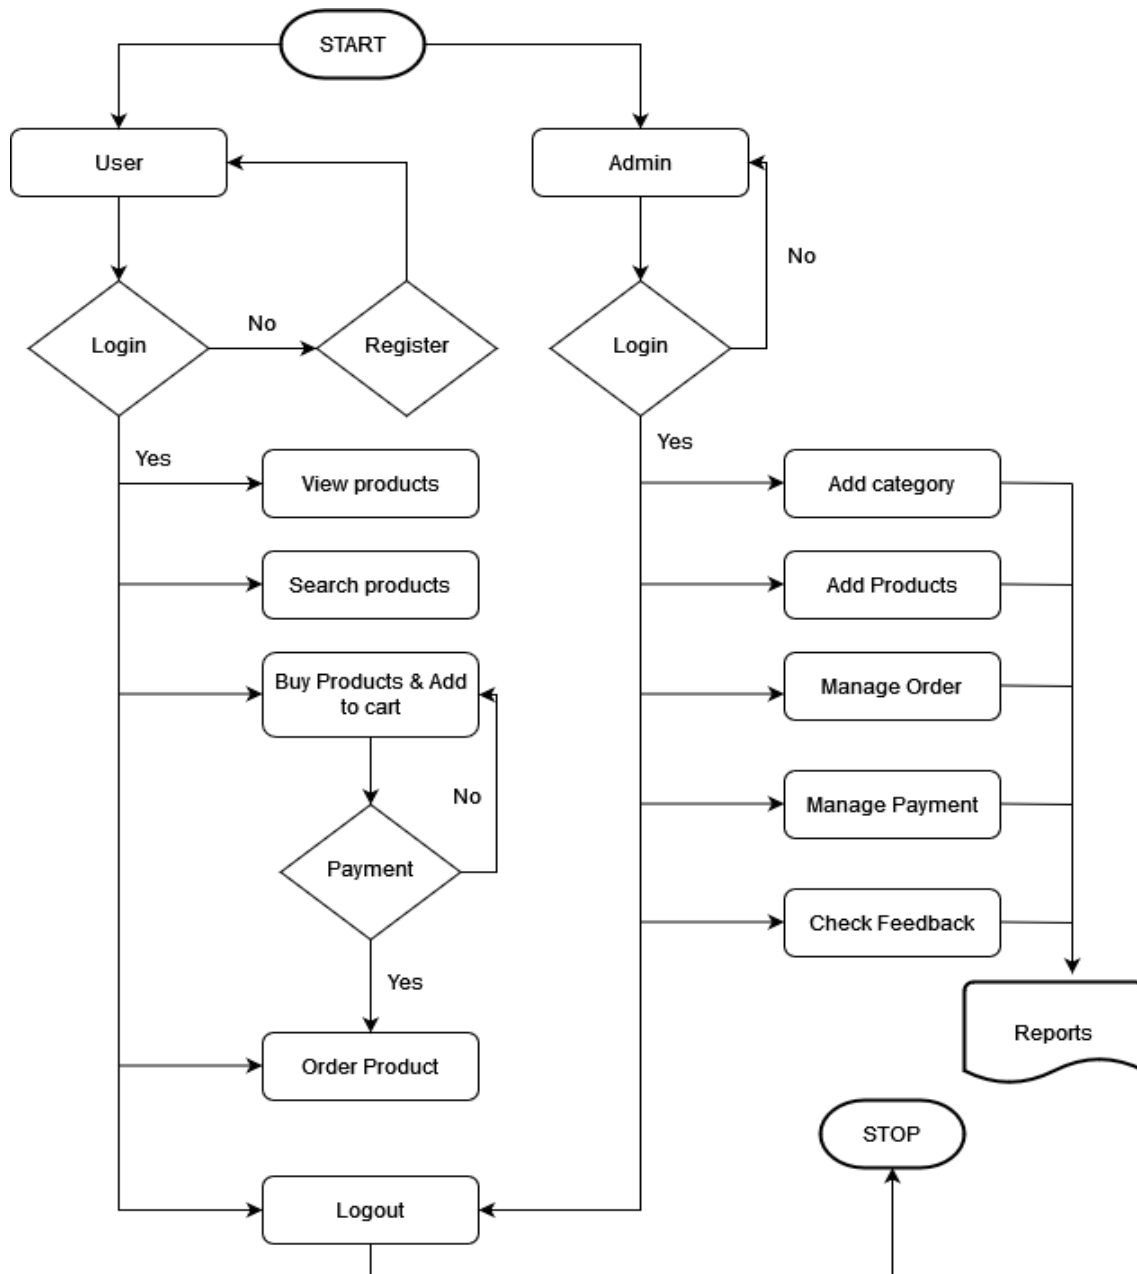 START
User
Admin
No
No
Login
Register
Login
Yes
Yes
View products
Add category
Search products
Add Products
Buy Products & Add
to cart
Manage Order
No
Manage Payment
Payment
Check Feedback
Yes
Reports
Order Product
STOP
Logout